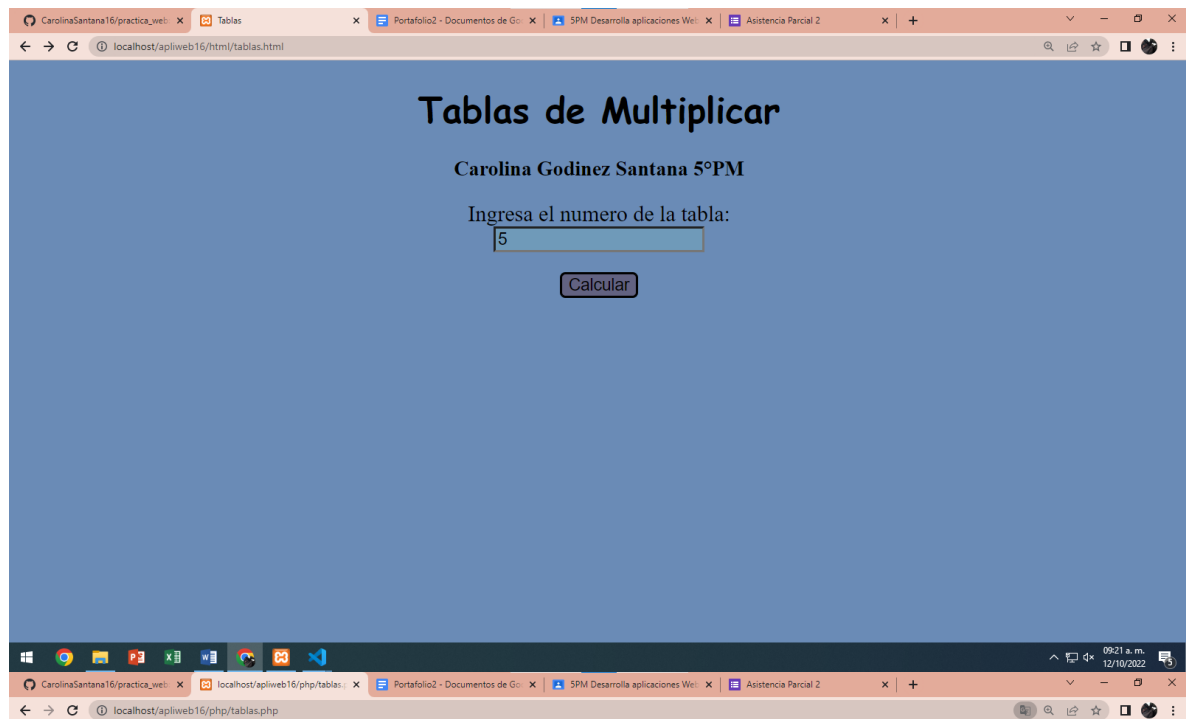 CarolinaSantana16/practica_web
Tablas
Portafolio2 - Documentos de Go
5PM Desarrolla aplicaciones Web
Asistencia Parcial 2
localhost/apliweb16/html/tablas.html
Tablas de Multiplicar
Carolina Godinez Santana 5°PM
Ingresa el numero de la tabla:
5
Calcular
09:21 a. m.
12/10/2022
5
CarolinaSantana16/practica_web
localhost/apliweb16/php/tablas.
Portafolio2 - Documentos de Go
5PM Desarrolla aplicaciones Web
Asistencia Parcial 2
localhost/apliweb16/php/tablas.php